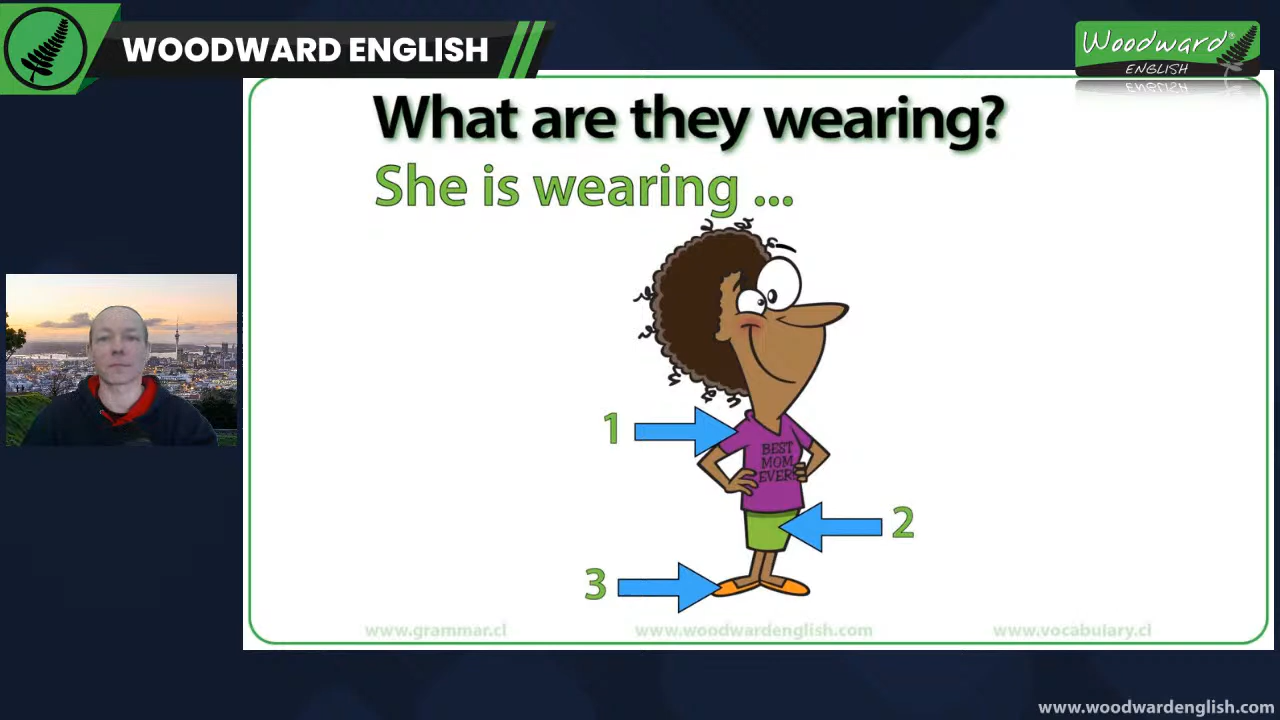 WOODWARD ENGLISH
Woodward®
ENGLISH
What are they wearing?
She is wearing ...
1
BEST
MOM
EVER!
2
3
www.grammar.cl
www.woodwardenglish.com
www.vocabulary.cl
www.woodwardenglish.com